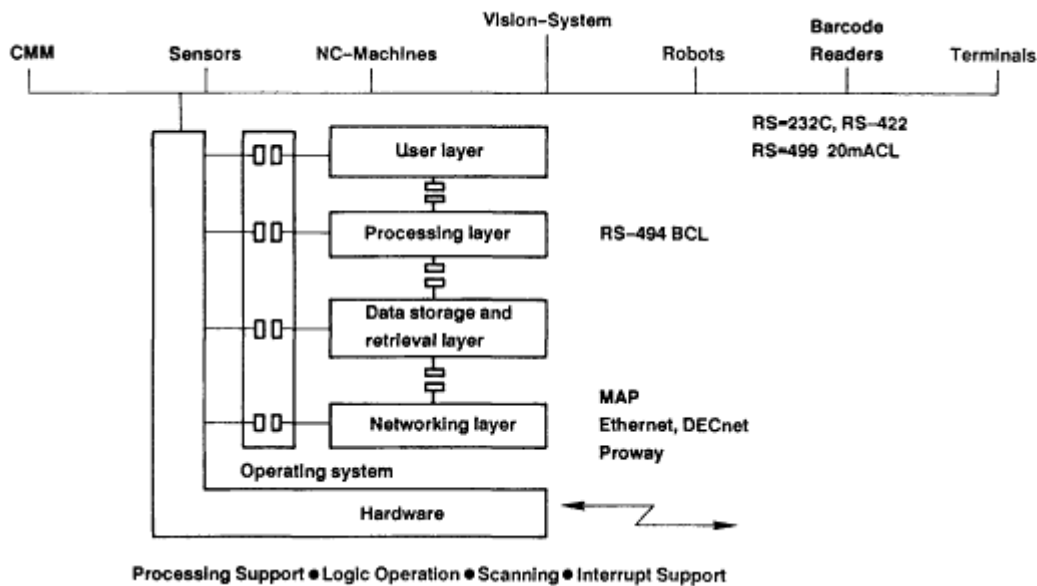 Vision-System
Barcode
CMM Sensors NC-Machines Robots Readers Terminals
RS=232C, RS-422
User layer RS=499 20mACL
Processing layer RS-494 BCL
Data storage and
retrieval layer
MAP
Networking layer Ethernet, DECnet
Proway
Operating system
Hardware
Processing Support ● Logic Operation ● Scanning ● Interrupt Support